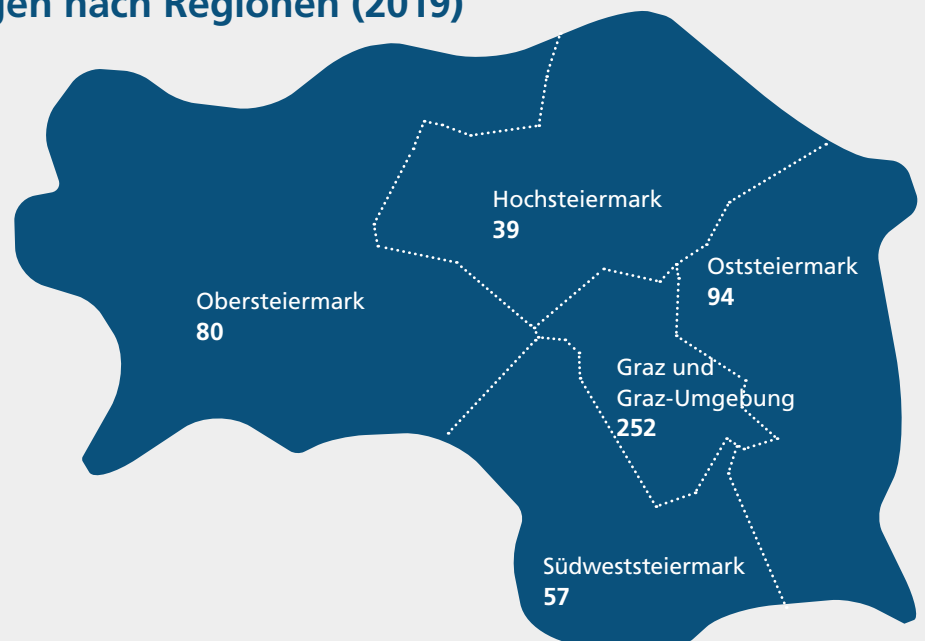 nach Regionen (2019)
Hochsteiermark
39
Oststeiermark
94
Obersteiermark
80
Graz und
Graz-Umgebung
252
Südweststeiermark
57